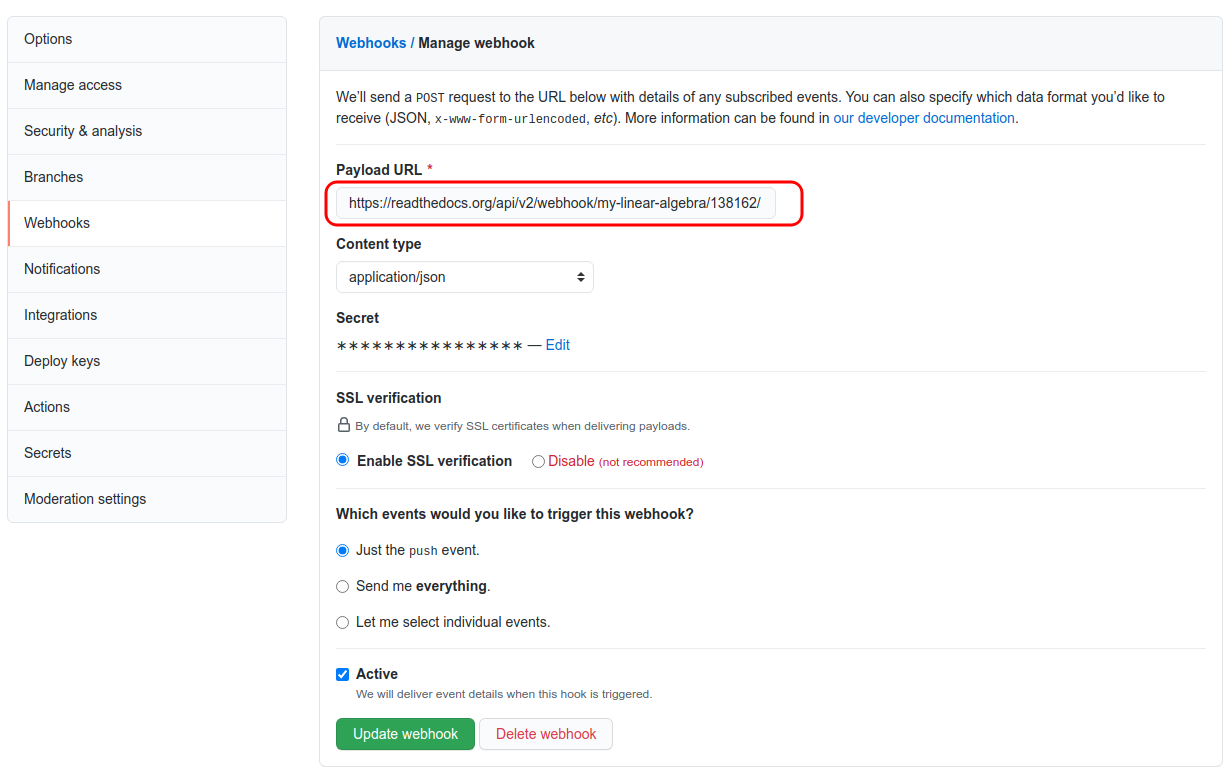 Options
Manage access
Security & analysis
Branches
Webhooks
Notifications
Integrations
Deploy keys
Actions
Secrets
Moderation settings
Webhooks / Manage webhook
We’ll send a POST request to the URL below with details of any subscribed events. You can also specify which data format you’d like to
receive (JSON, x-www-form-urlencoded, etc). More information can be found in our developer documentation.
Payload URL *
https://readthedocs.org/api/v2/webhook/my-linear-algebra/138162/
Content type
application/json
Secret
∗∗∗∗∗∗∗∗∗∗∗∗∗∗∗∗ — Edit
SSL verification
By default, we verify SSL certificates when delivering payloads.
Enable SSL verification Disable (not recommended)
Which events would you like to trigger this webhook?
Just the push event.
Send me everything.
Let me select individual events.
Active
We will deliver event details when this hook is triggered.
Update webhook Delete webhook